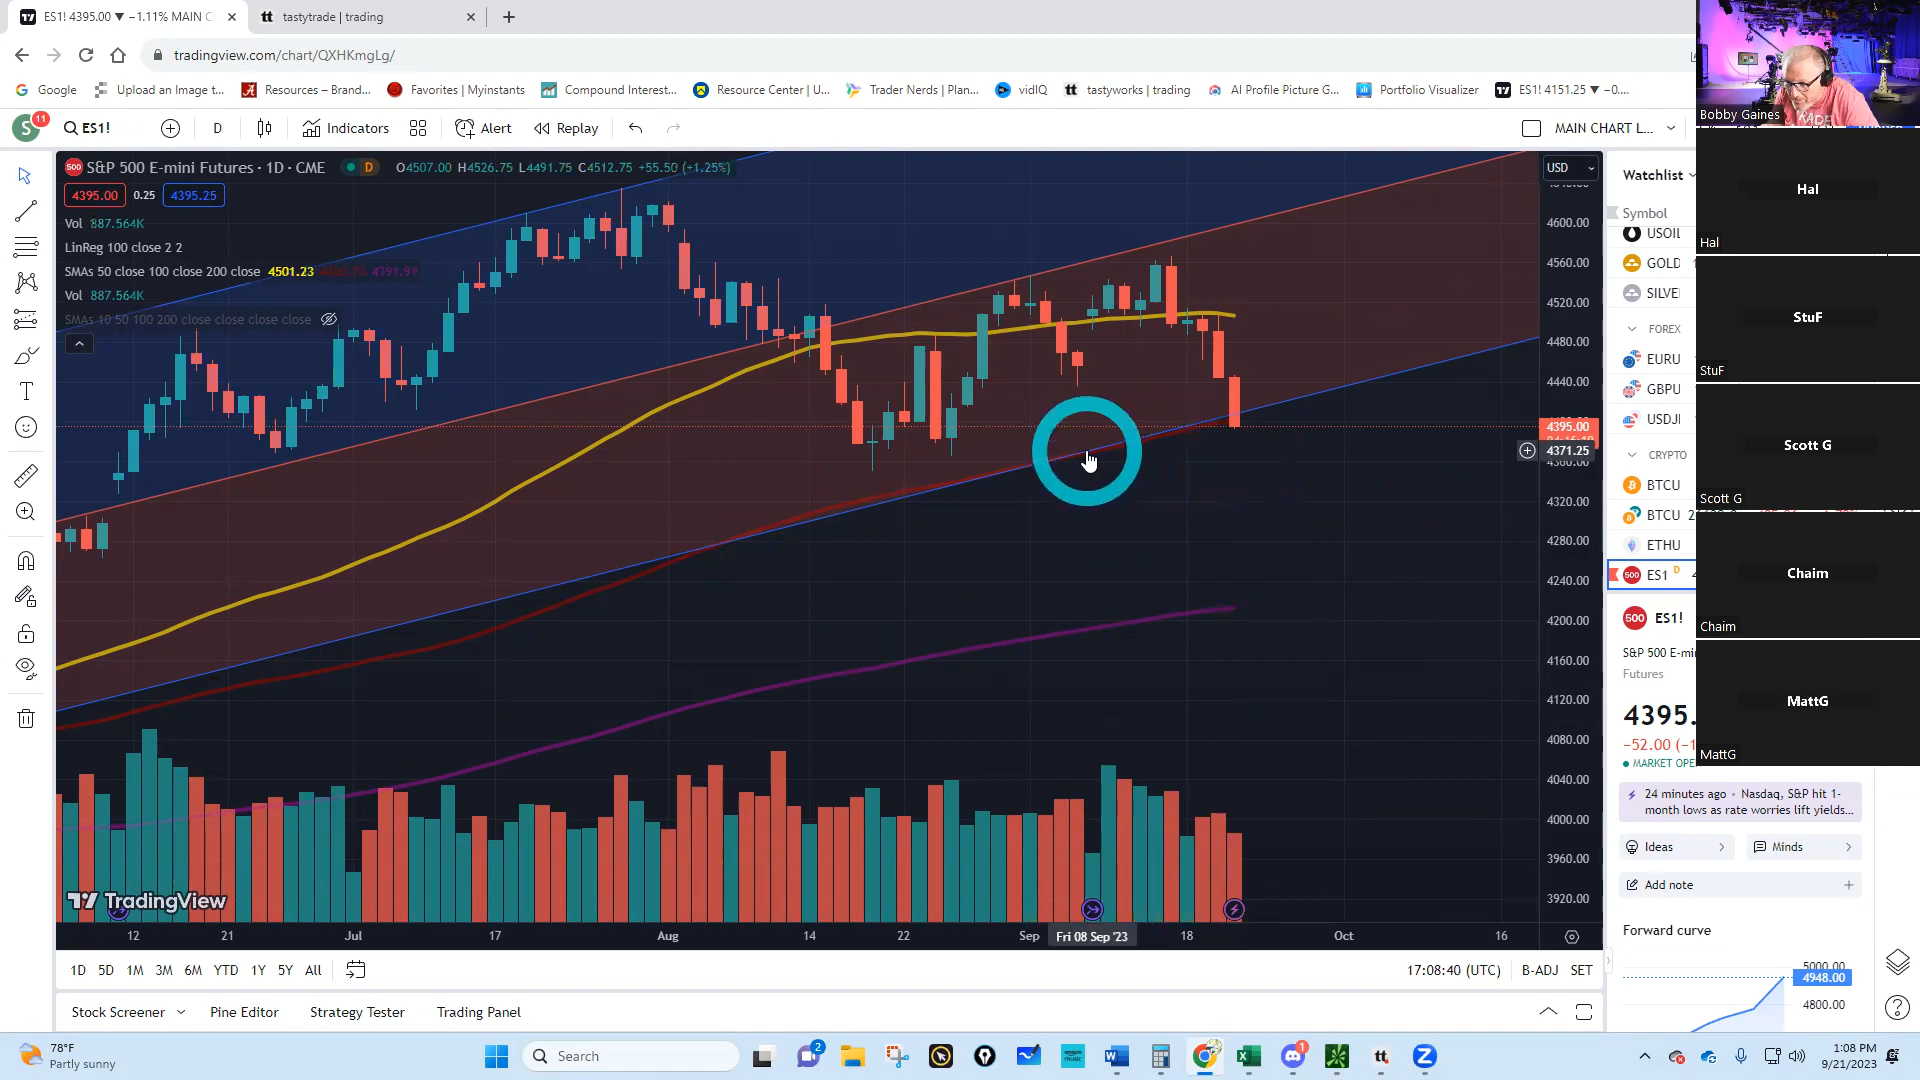 ES1! 4395.00 ▼ −1.11% MAIN C
tastytrade | trading
tradingview.com/chart/QXHKmgLg/
Google
Upload an Image t...
Resources – Brand...
Favorites | Myinstants
Compound Interest...
Resource Center | U...
Trader Nerds | Plan...
vidIQ
tastyworks | trading
AI Profile Picture G...
Portfolio Visualizer
ES1! 4151.25 ▼ −0....
S
11
ES1!
D
Indicators
Alert
Replay
MAIN CHART L...
500 S&P 500 E-mini Futures · 1D · CME
D
O4507.00 H4526.75 L4491.75 C4512.75 +55.50 (+1.25%)
4395.00 0.25 4395.25
Vol 887.564K
LinReg 100 close 2 2
SMAs 50 close 100 close 200 close 4501.23
Vol 887.564K
SMAs 10 50 100 200 close close close close
USD
4600.00
4560.00
4520.00
4480.00
4440.00
4395.00
4371.25
4360.00
4320.00
4280.00
4240.00
4200.00
4160.00
4120.00
4080.00
4040.00
4000.00
3960.00
3920.00
TradingView
12
21
Jul
17
Aug
14
22
Sep
Fri 08 Sep '23
18
Oct
16
1D 5D 1M 3M 6M YTD 1Y 5Y All
17:08:40 (UTC)
B-ADJ SET
Stock Screener
Pine Editor
Strategy Tester
Trading Panel
Watchlist
Symbol
USOIL
GOLD
SILVE
FOREX
EURU
GBPU
USDJI
CRYPTO
BTCU
BTCU 2
ETHU
500 ES1 D 4
500 ES1!
S&P 500 E-mi
Futures
4395.
−52.00 (−1
MARKET OPE
24 minutes ago • Nasdaq, S&P hit 1-
month lows as rate worries lift yields...
Ideas
Minds
Add note
Forward curve
5000.00
4948.00
4800.00
Bobby Gaines
Hal
Hal
StuF
StuF
Scott G
Scott G
Chaim
Chaim
MattG
MattG
78°F
Partly sunny
Search
2
1
tt
1:08 PM
9/21/2023